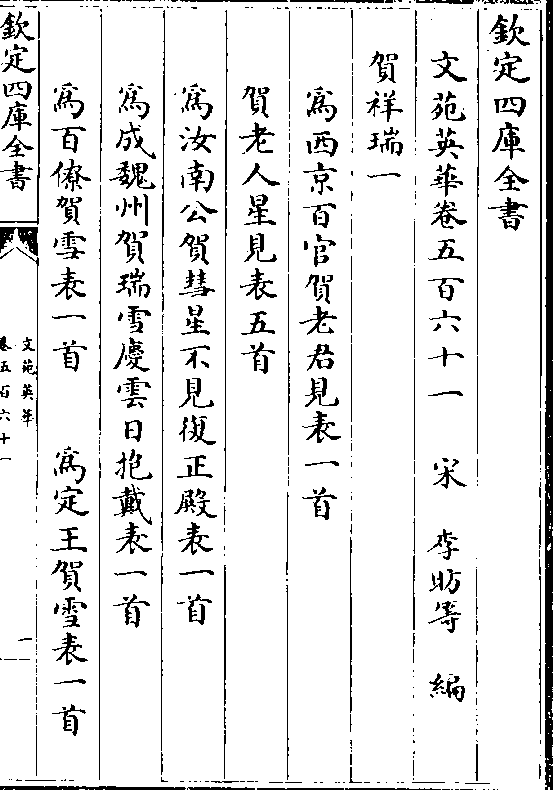 欽定四庫全書
文苑英華卷五百六十一 宋 李昉等 編
賀祥瑞一
爲西京百官賀老君見表一首
賀老人星見表五首
爲汝南公賀彗星不見復正殿表一首
爲成魏州賀瑞雪慶雲日抱戴表一首
爲百僚賀雪表一首 爲定王賀雪表一首
欽定四庫全書
文苑英華
卷五百六十一
一